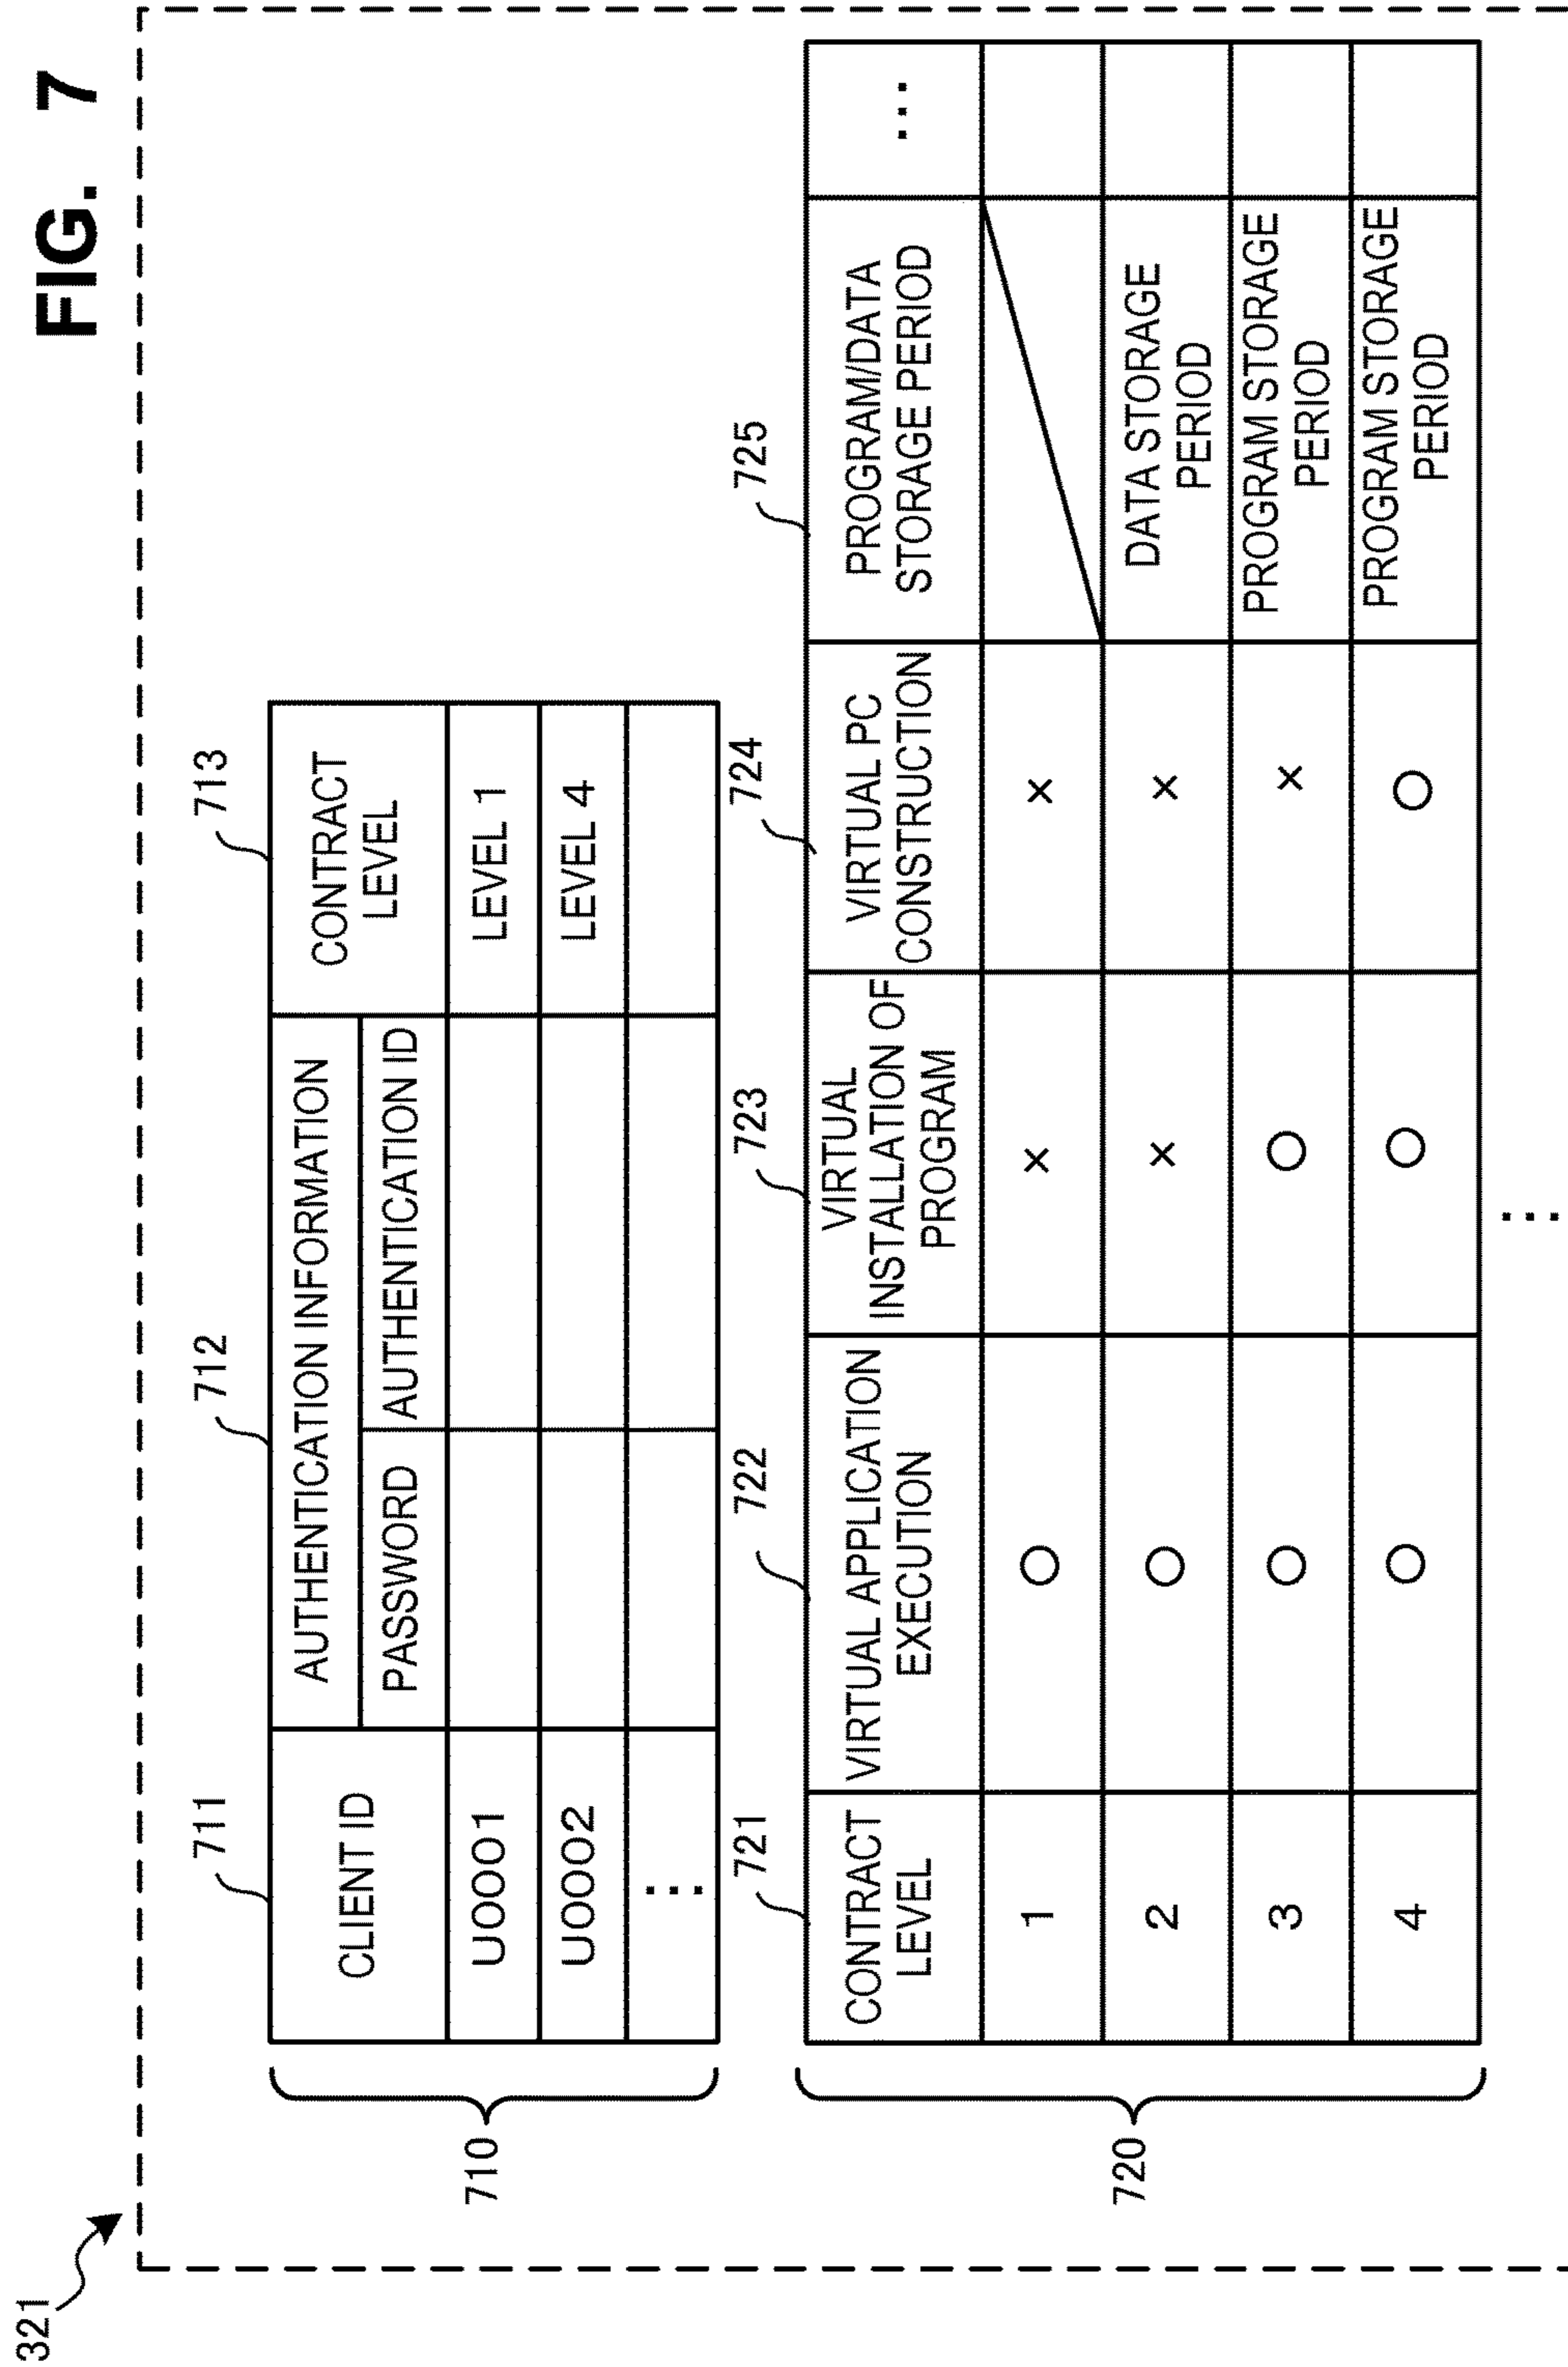 FIG. 7
321
710
711
712
713
CLIENT ID
AUTHENTICATION INFORMATION
CONTRACT
LEVEL
PASSWORD
AUTHENTICATION ID
U0001
LEVEL 1
U0002
LEVEL 4
...
720
721
722
723
724
725
CONTRACT
LEVEL
VIRTUAL APPLICATION
EXECUTION
VIRTUAL
INSTALLATION OF
PROGRAM
VIRTUAL PC
CONSTRUCTION
PROGRAM/DATA
STORAGE PERIOD
...
1 ○ × ×
2 ○ × × DATA STORAGE
PERIOD
3 ○ ○ × PROGRAM STORAGE
PERIOD
4 ○ ○ ○ PROGRAM STORAGE
PERIOD
...